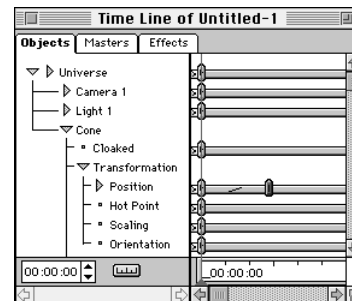 Time Line of Untitled-1
Objects Masters Effects
Universe
Camera 1
Light 1
Cone
Cloaked
Transformation
Position
Hot Point
Scaling
Orientation
00:00:00 00:00:00